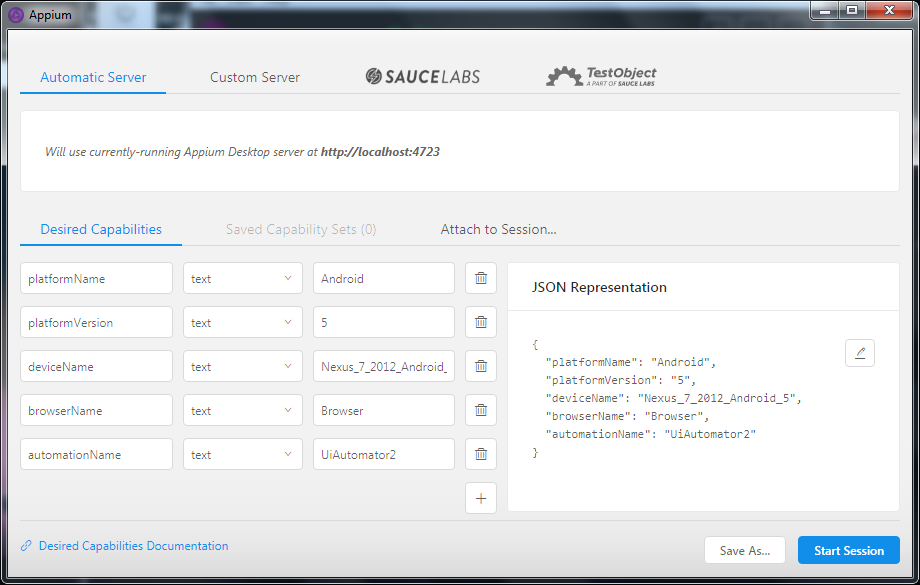 Appium
Automatic Server
Custom Server
SAUCE LABS
TestObject
A PART OF SAUCE LABS
Will use currently-running Appium Desktop server at http://localhost:4723
Desired Capabilities
Saved Capability Sets (0)
Attach to Session...
platformName text Android
platformVersion text 5
deviceName text Nexus_7_2012_Android_
browserName text Browser
automationName text UiAutomator2
JSON Representation
{
"platformName": "Android",
"platformVersion": "5",
"deviceName": "Nexus_7_2012_Android_5",
"browserName": "Browser",
"automationName": "UiAutomator2"
}
Desired Capabilities Documentation
Save As...
Start Session